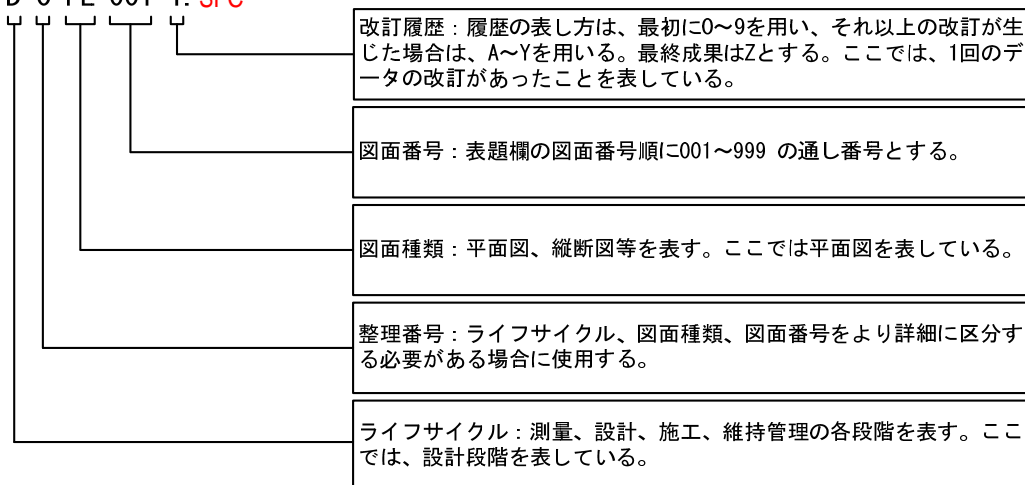 改訂履歴：履歴の表し方は、最初に0～9を用い、それ以上の改訂が生
じた場合は、A～Yを用いる。最終成果はZとする。ここでは、1回のデ
ータの改訂があったことを表している。
図面番号：表題欄の図面番号順に001～999 の通し番号とする。
図面種類：平面図、縦断図等を表す。ここでは平面図を表している。
整理番号：ライフサイクル、図面種類、図面番号をより詳細に区分す
る必要がある場合に使用する。
ライフサイクル：測量、設計、施工、維持管理の各段階を表す。ここ
では、設計段階を表している。